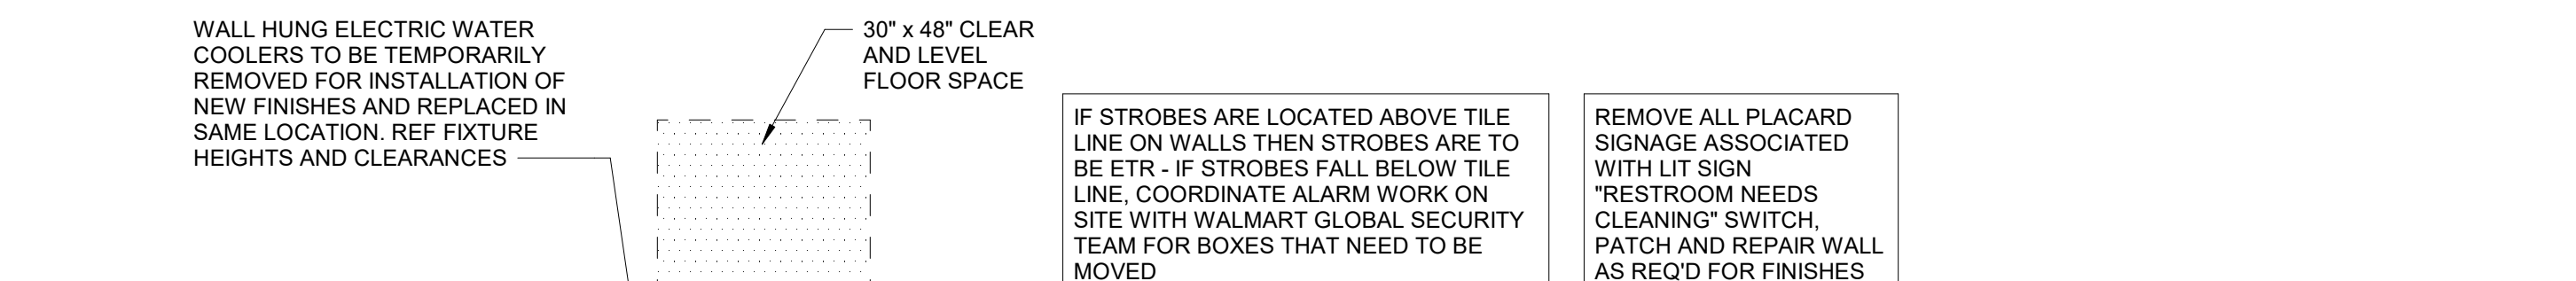 WALL HUNG ELECTRIC WATER
COOLERS TO BE TEMPORARILY
REMOVED FOR INSTALLATION OF
NEW FINISHES AND REPLACED IN
SAME LOCATION. REF FIXTURE
HEIGHTS AND CLEARANCES
30" x 48" CLEAR
AND LEVEL
FLOOR SPACE
IF STROBES ARE LOCATED ABOVE TILE
LINE ON WALLS THEN STROBES ARE TO
BE ETR - IF STROBES FALL BELOW TILE
LINE, COORDINATE ALARM WORK ON
SITE WITH WALMART GLOBAL SECURITY
TEAM FOR BOXES THAT NEED TO BE
MOVED
REMOVE ALL PLACARD
SIGNAGE ASSOCIATED
WITH LIT SIGN
"RESTROOM NEEDS
CLEANING" SWITCH,
PATCH AND REPAIR WALL
AS REQ'D FOR FINISHES